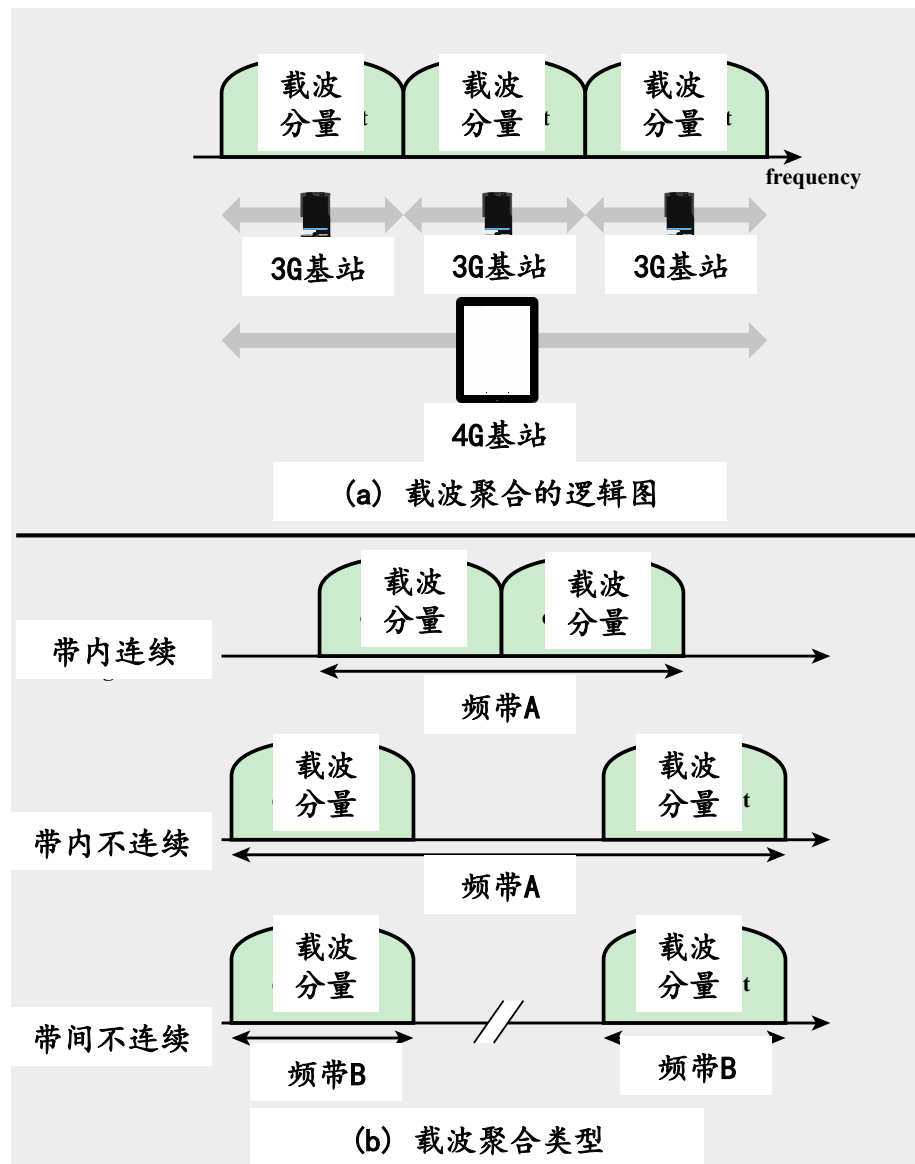 载波
分量
t
载波
分量
t
载波
分量
t
frequency
3G基站
3G基站
3G基站
4G基站
(a) 载波聚合的逻辑图
载波
分量
载波
分量
带内连续
频带A
载波
分量
载波
分量
t
带内不连续
频带A
载波
分量
载波
分量
t
带间不连续
频带B
频带B
(b) 载波聚合类型